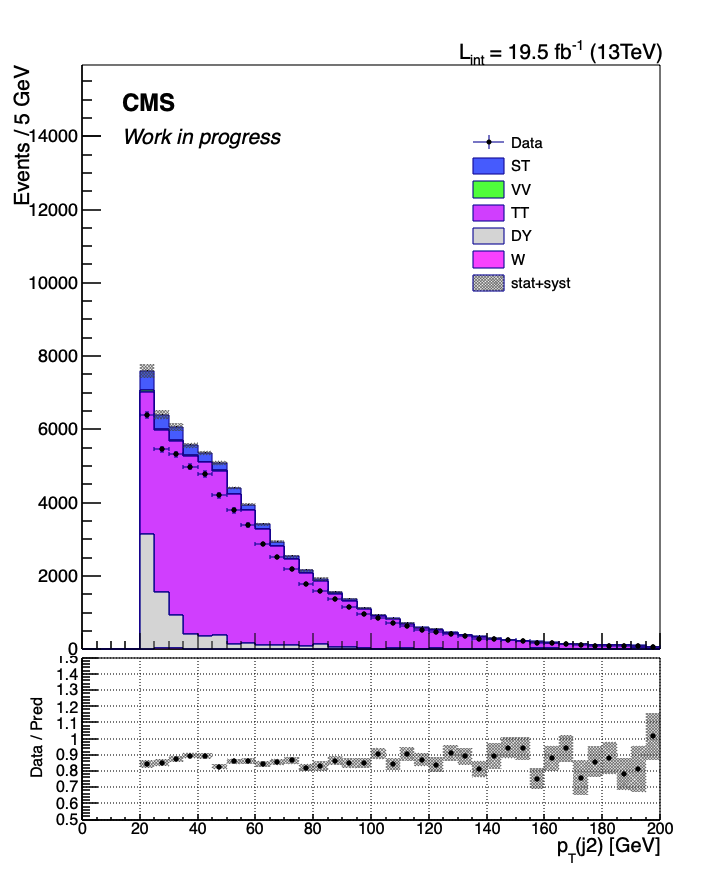 L_int = 19.5 fb^-1 (13TeV)
Events / 5 GeV
CMS
Work in progress
14000
12000
10000
8000
6000
4000
2000
0
Data
ST
VV
TT
DY
W
stat+syst
Data / Pred
1.5
1.4
1.3
1.2
1.1
1
0.9
0.8
0.7
0.6
0.5
0 20 40 60 80 100 120 140 160 180 200
p_T(j2) [GeV]